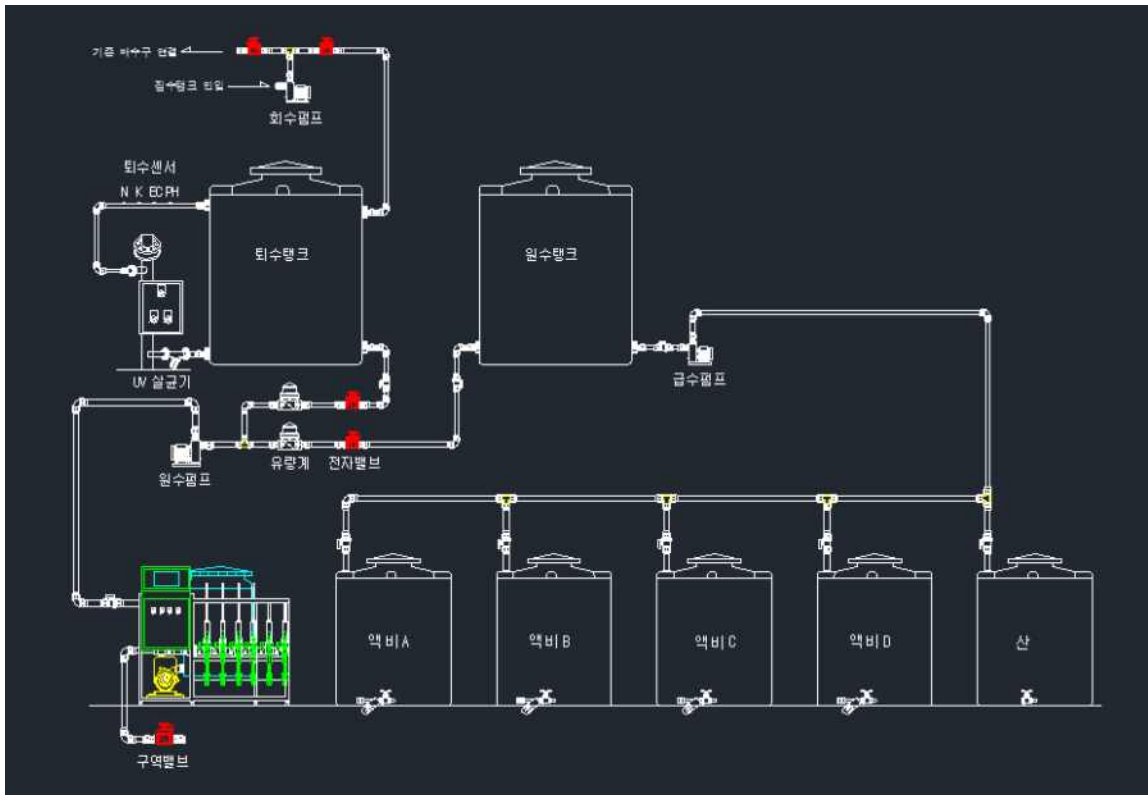 기존 배수구 연결
집수탱크 연결
회수펌프
퇴수센서
N K EC PH
퇴수탱크
원수탱크
UV 살균기
급수펌프
유량계
전자밸브
원수펌프
액비A
액비B
액비C
액비D
산
구역밸브